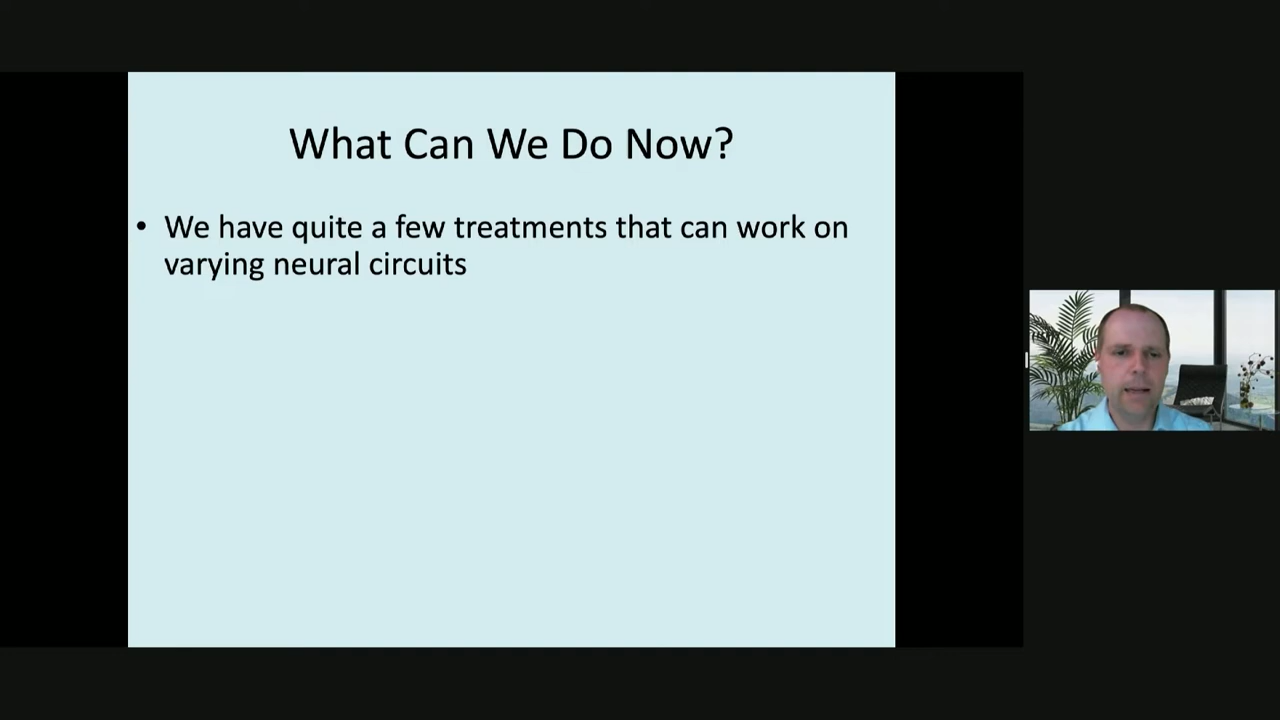 What Can We Do Now?
• We have quite a few treatments that can work on
varying neural circuits